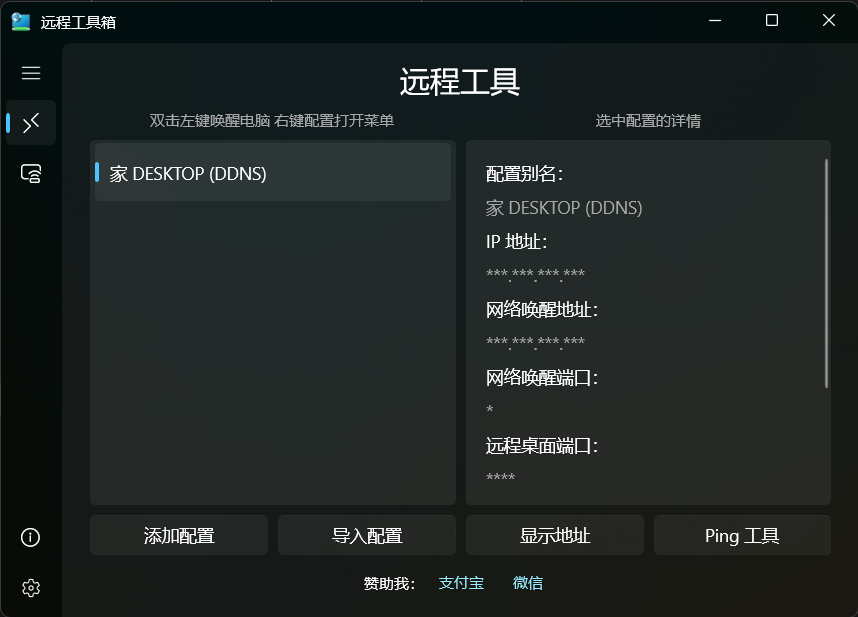 远程工具箱
远程工具
双击左键唤醒电脑 右键配置打开菜单
选中配置的详情
家 DESKTOP (DDNS)
配置别名：
家 DESKTOP (DDNS)
IP 地址：
***.***.***.***
网络唤醒地址：
***.***.***.***
网络唤醒端口：
*
远程桌面端口：
****
添加配置
导入配置
显示地址
Ping 工具
赞助我： 支付宝 微信